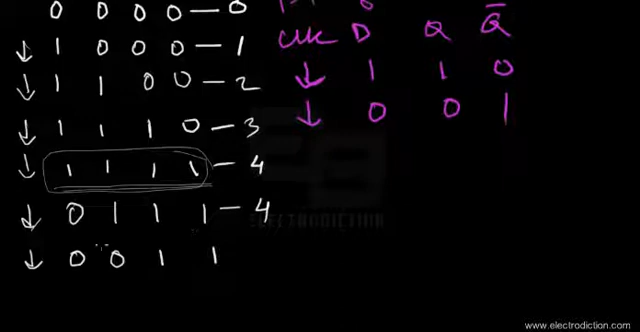 0 0 0 0 – 0
↓ 1 0 0 0 – 1
↓ 1 1 0 0 – 2
↓ 1 1 1 0 – 3
↓ 1 1 1 1 – 4
↓ 0 1 1 1 – 4
↓ 0 0 1 1
CLK D Q Q̅
↓ 1 1 0
↓ 0 0 1
ELECTRODICTION
www.electrodiction.com